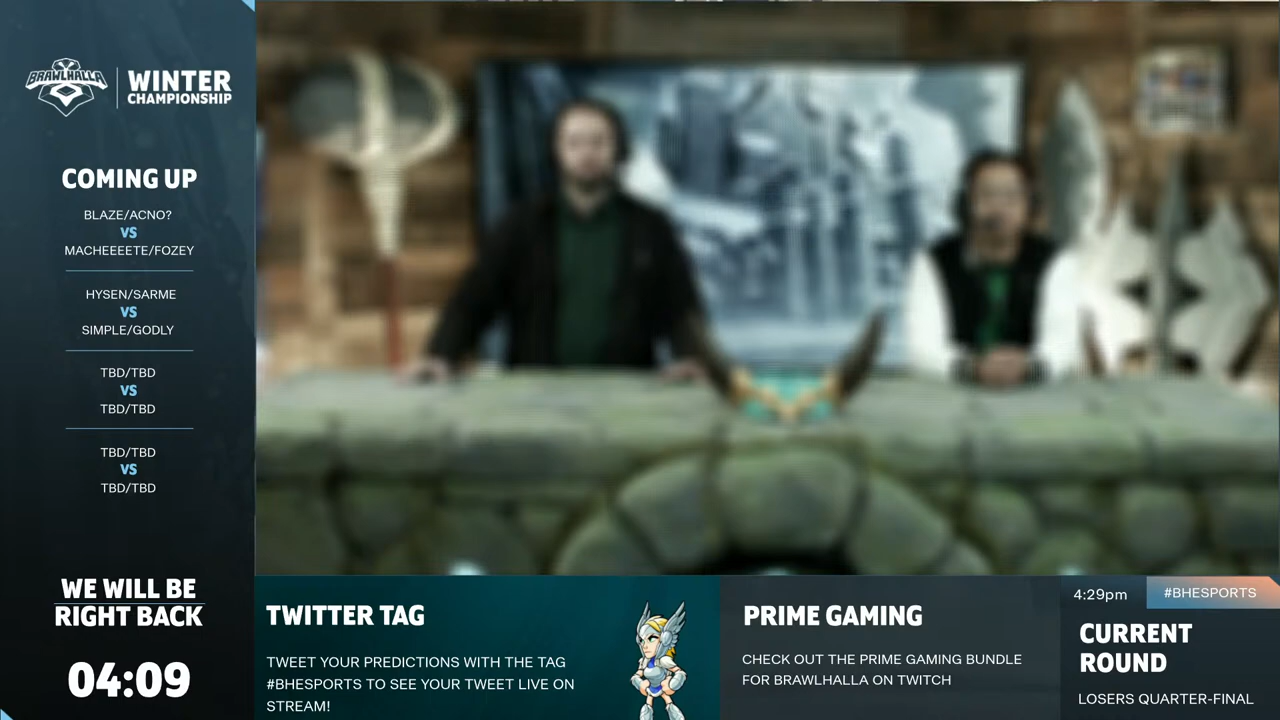 BRAWLHALLA
WINTER
CHAMPIONSHIP
COMING UP
BLAZE/ACNO?
VS
MACHEEEETE/FOZEY
HYSEN/SARME
VS
SIMPLE/GODLY
TBD/TBD
VS
TBD/TBD
TBD/TBD
VS
TBD/TBD
WE WILL BE
RIGHT BACK
04:09
TWITTER TAG
TWEET YOUR PREDICTIONS WITH THE TAG
#BHESPORTS TO SEE YOUR TWEET LIVE ON
STREAM!
PRIME GAMING
CHECK OUT THE PRIME GAMING BUNDLE
FOR BRAWLHALLA ON TWITCH
4:29pm
#BHESPORTS
CURRENT
ROUND
LOSERS QUARTER-FINAL